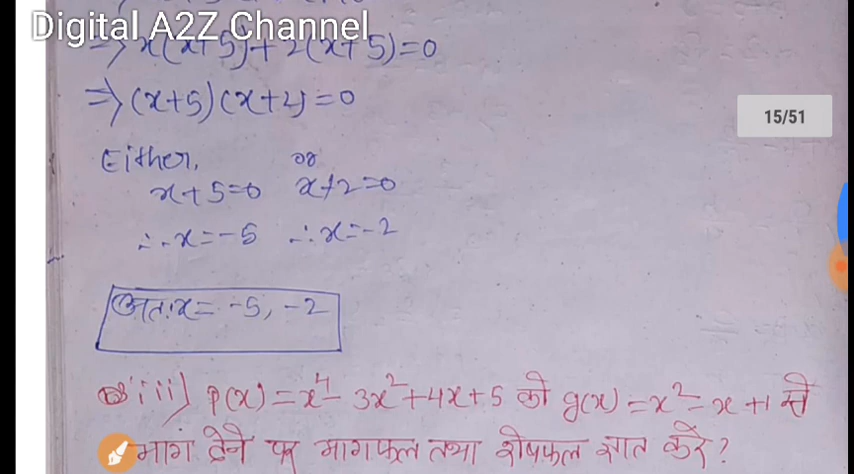 Digital A2Z Channel
=> x(x+5)+2(x+5)=0
=> (x+5)(x+2)=0
15/51
Either, or
x+5=0 x+2=0
∴x=-5 ∴x=-2
अतः x= -5, -2
iii) p(x)=x⁴-3x²+4x+5 को g(x)=x²-x+1 से
भाग देने पर भागफल तथा शेषफल ज्ञात करें?